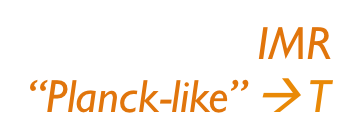 IMR
“Planck-like” → T